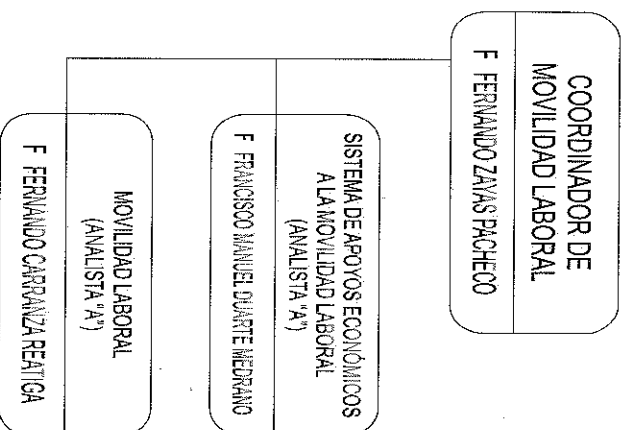 COORDINADOR DE
MOVILIDAD LABORAL
F FERNANDO ZAYAS PACHECO
SISTEMA DE APOYOS ECONÓMICOS
A LA MOVILIDAD LABORAL
(ANALISTA "A")
F FRANCISCO MANUEL DUARTE MEDRANO
MOVILIDAD LABORAL
(ANALISTA "A")
F FERNANDO CARRANZA REATIGA